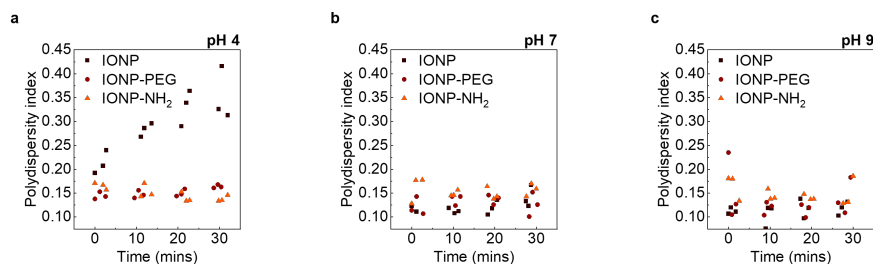 a
pH 4
0.45
0.40
0.35
0.30
0.25
0.20
0.15
0.10
Polydispersity index
IONP
IONP-PEG
IONP-NH₂
0 10 20 30
Time (mins)
b
pH 7
0.45
0.40
0.35
0.30
0.25
0.20
0.15
0.10
Polydispersity index
IONP
IONP-PEG
IONP-NH₂
0 10 20 30
Time (mins)
c
pH 9
0.45
0.40
0.35
0.30
0.25
0.20
0.15
0.10
Polydispersity index
IONP
IONP-PEG
IONP-NH₂
0 10 20 30
Time (mins)